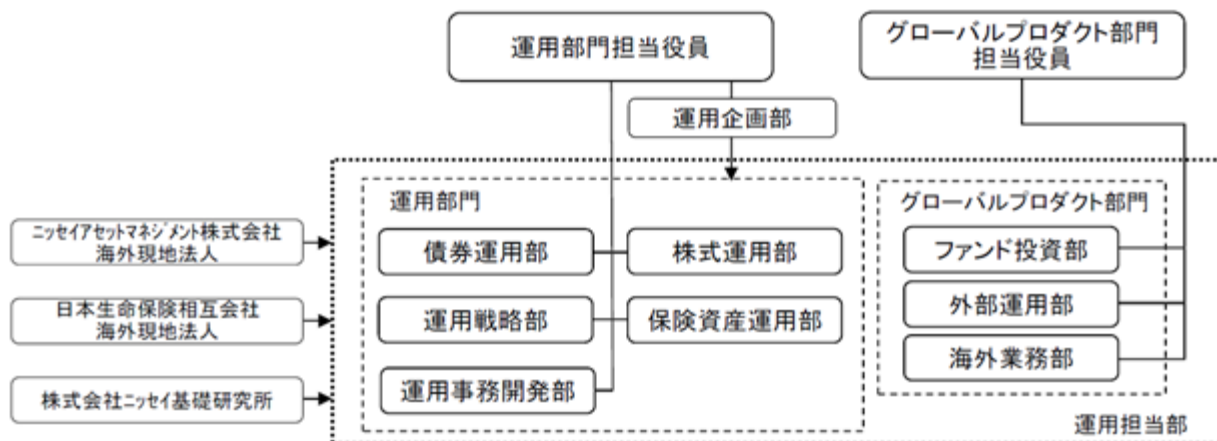 運用部門担当役員
グローバルプロダクト部門
担当役員
運用企画部
運用部門
グローバルプロダクト部門
ニッセイアセットマネジメント株式会社
海外現地法人
債券運用部
株式運用部
ファンド投資部
日本生命保険相互会社
海外現地法人
運用戦略部
保険資産運用部
外部運用部
海外業務部
株式会社ニッセイ基礎研究所
運用事務開発部
運用担当部